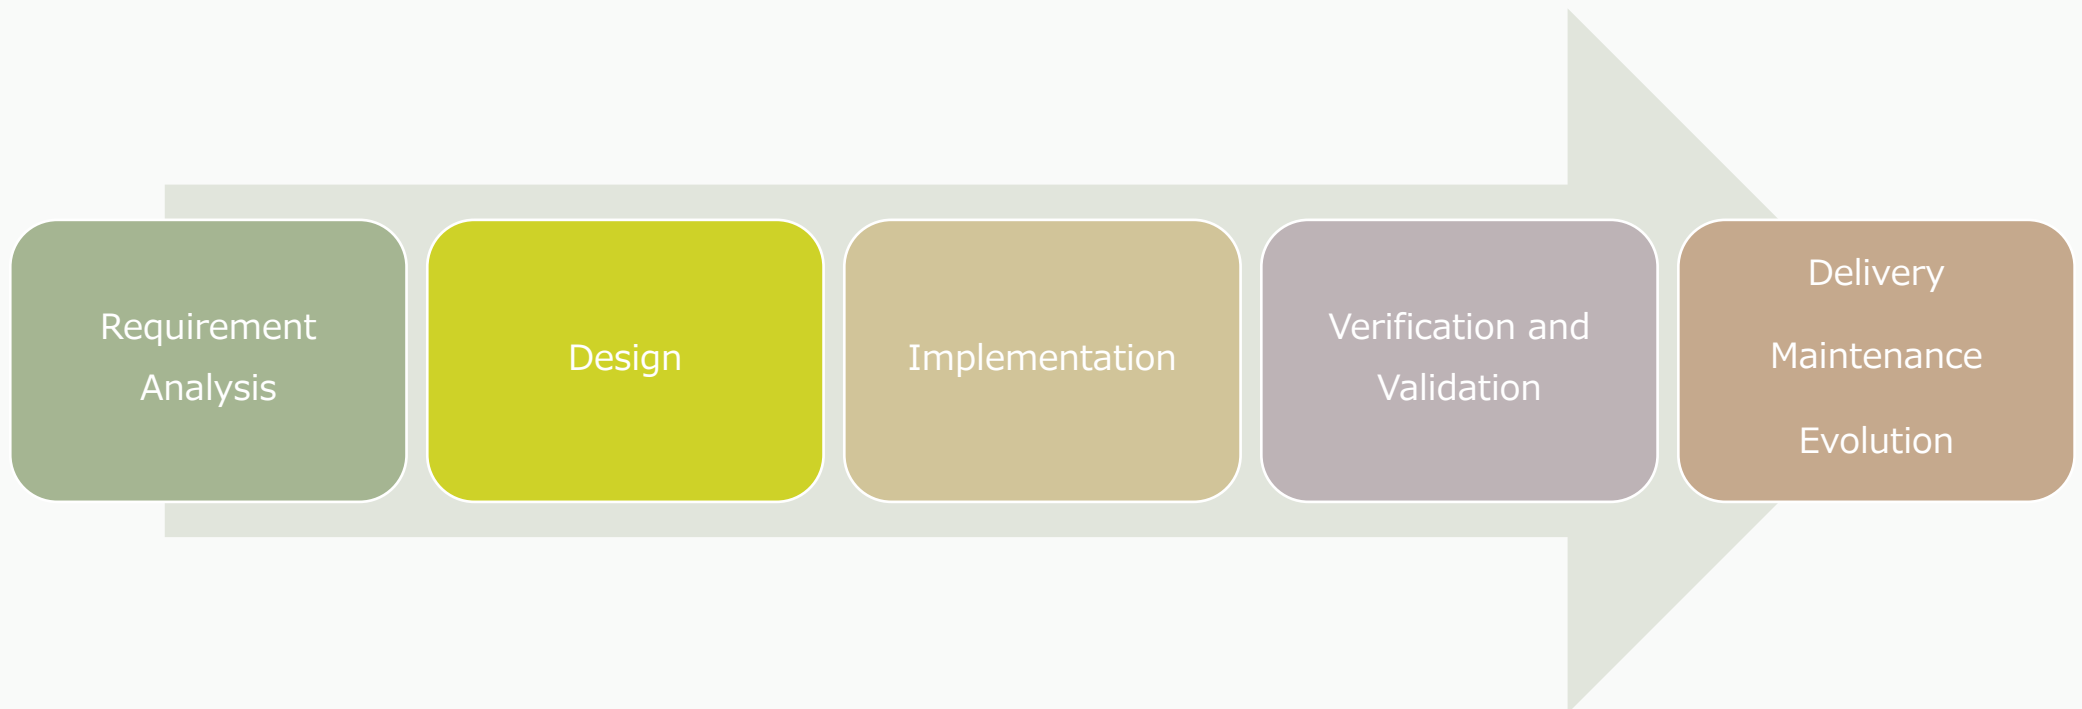 Requirement
Analysis
Design
Implementation
Verification and
Validation
Delivery
Maintenance
Evolution